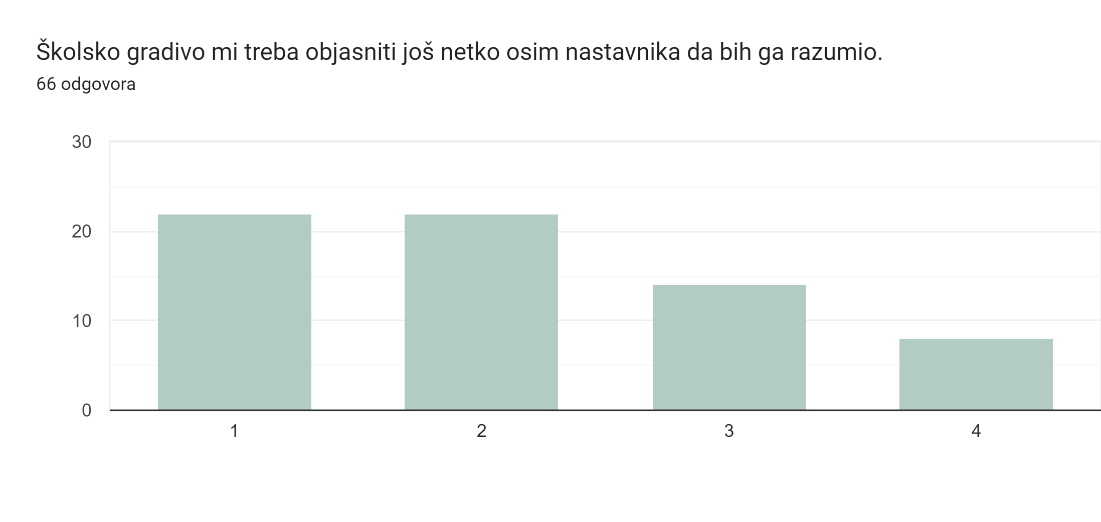 Školsko gradivo mi treba objasniti još netko osim nastavnika da bih ga razumio.
66 odgovora
30
20
10
0
1 2 3 4